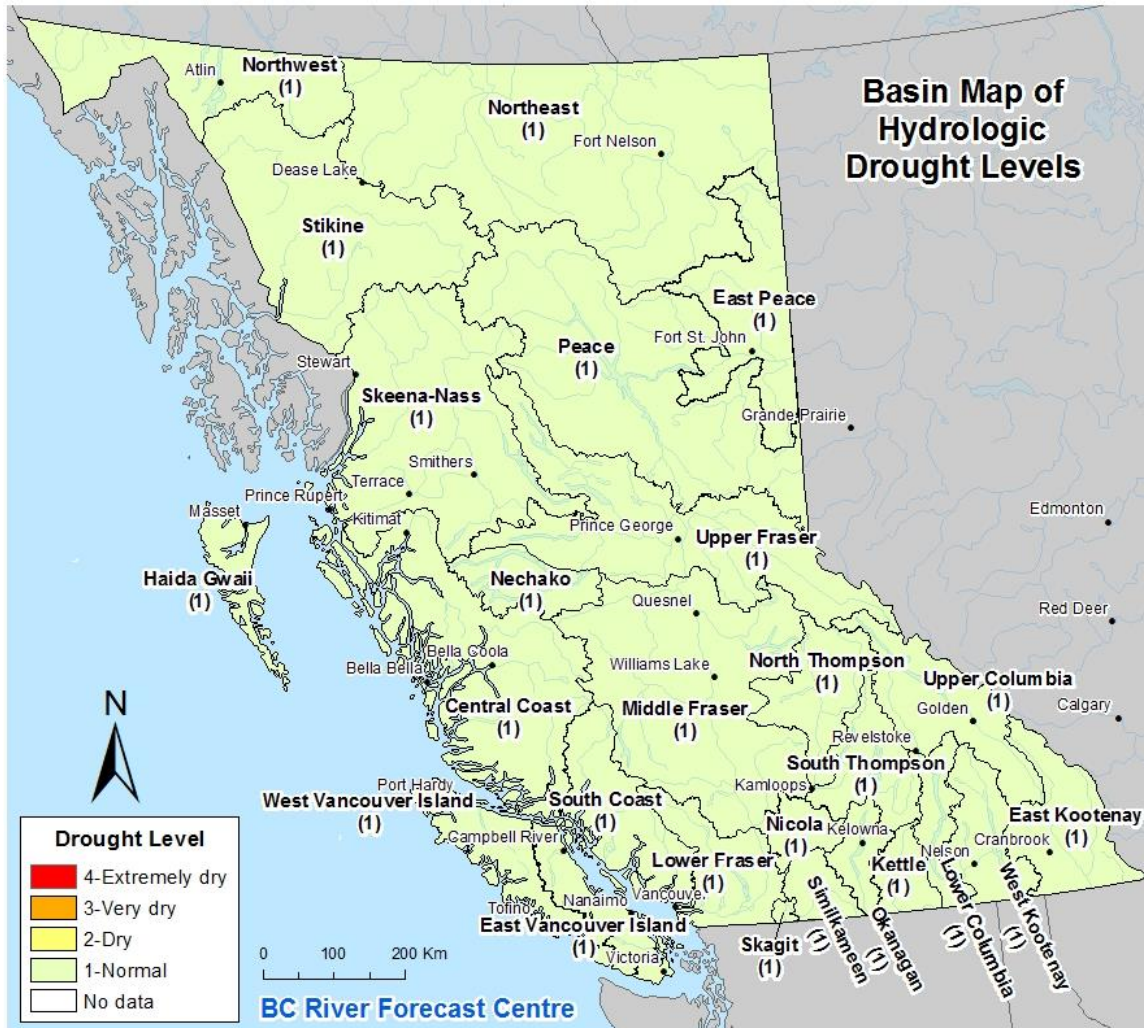 Basin Map of
Hydrologic
Drought Levels
Atlin
Northwest
(1)
Northeast
(1)
Fort Nelson
Dease Lake
Stikine
(1)
East Peace
(1)
Fort St. John
Peace
(1)
Stewart
Skeena-Nass
(1)
Grande Prairie
Smithers
Terrace
Prince Rupert
Masset
Kitimat
Prince George
Edmonton
Upper Fraser
(1)
Haida Gwaii
(1)
Nechako
(1)
Quesnel
Red Deer
Bella Coola
Bella Bella
Williams Lake
North Thompson
(1)
Upper Columbia
(1)
N
Central Coast
(1)
Middle Fraser
(1)
Golden
Calgary
Revelstoke
South Thompson
(1)
Port Hardy
Kamloops
West Vancouver Island
(1)
South Coast
(1)
East Kootenay
(1)
Campbell River
Nicola
(1)
Kelowna
Cranbrook
Lower Fraser
(1)
Kettle
(1)
Nelson
Vancouver
Nanaimo
Tofino
East Vancouver Island
(1)
Victoria
Skagit
(1)
Similkameen
(1)
Okanagan
(1)
Lower Columbia
(1)
West Kootenay
(1)
Drought Level
4-Extremely dry
3-Very dry
2-Dry
1-Normal
No data
0 100 200 Km
BC River Forecast Centre